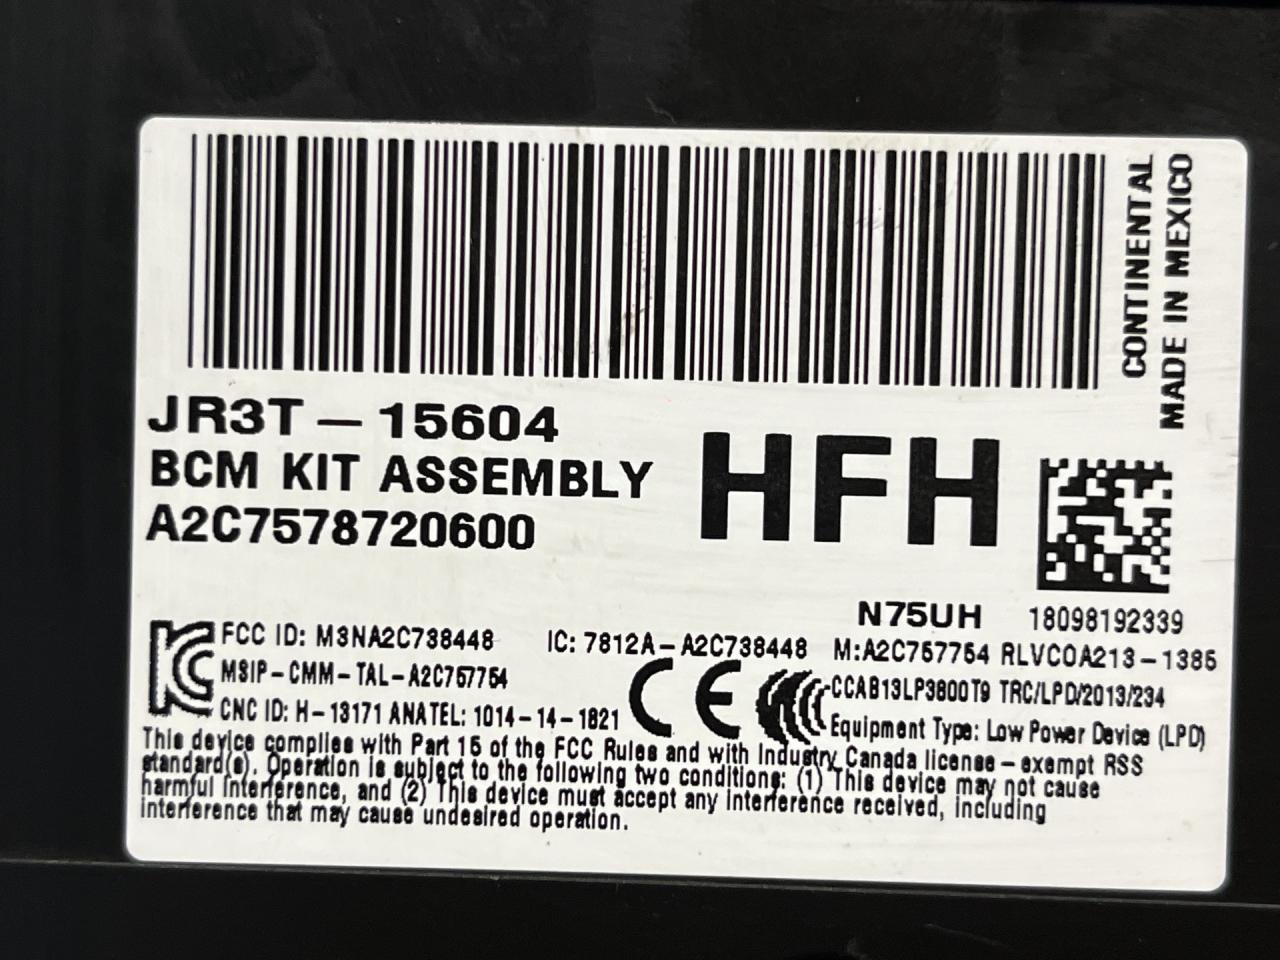 CONTINENTAL
MADE IN MEXICO
JR3T-15604
BCM KIT ASSEMBLY
A2C7578720600
HFH
N75UH 18098192339
FCC ID: M3NA2C738448 IC: 7812A-A2C738448 M:A2C757754 RLVCOA213-1385
MSIP-CMM-TAL-A2C757754 CCAB13LP3800T9 TRC/LPD/2013/234
CNC ID: H-13171 ANATEL: 1014-14-1821 CE Equipment Type: Low Power Device (LPD)
This device complies with Part 15 of the FCC Rules and with Industry Canada license-exempt RSS
standard(s). Operation is subject to the following two conditions: (1) This device may not cause
harmful interference, and (2) This device must accept any interference received, including
interference that may cause undesired operation.